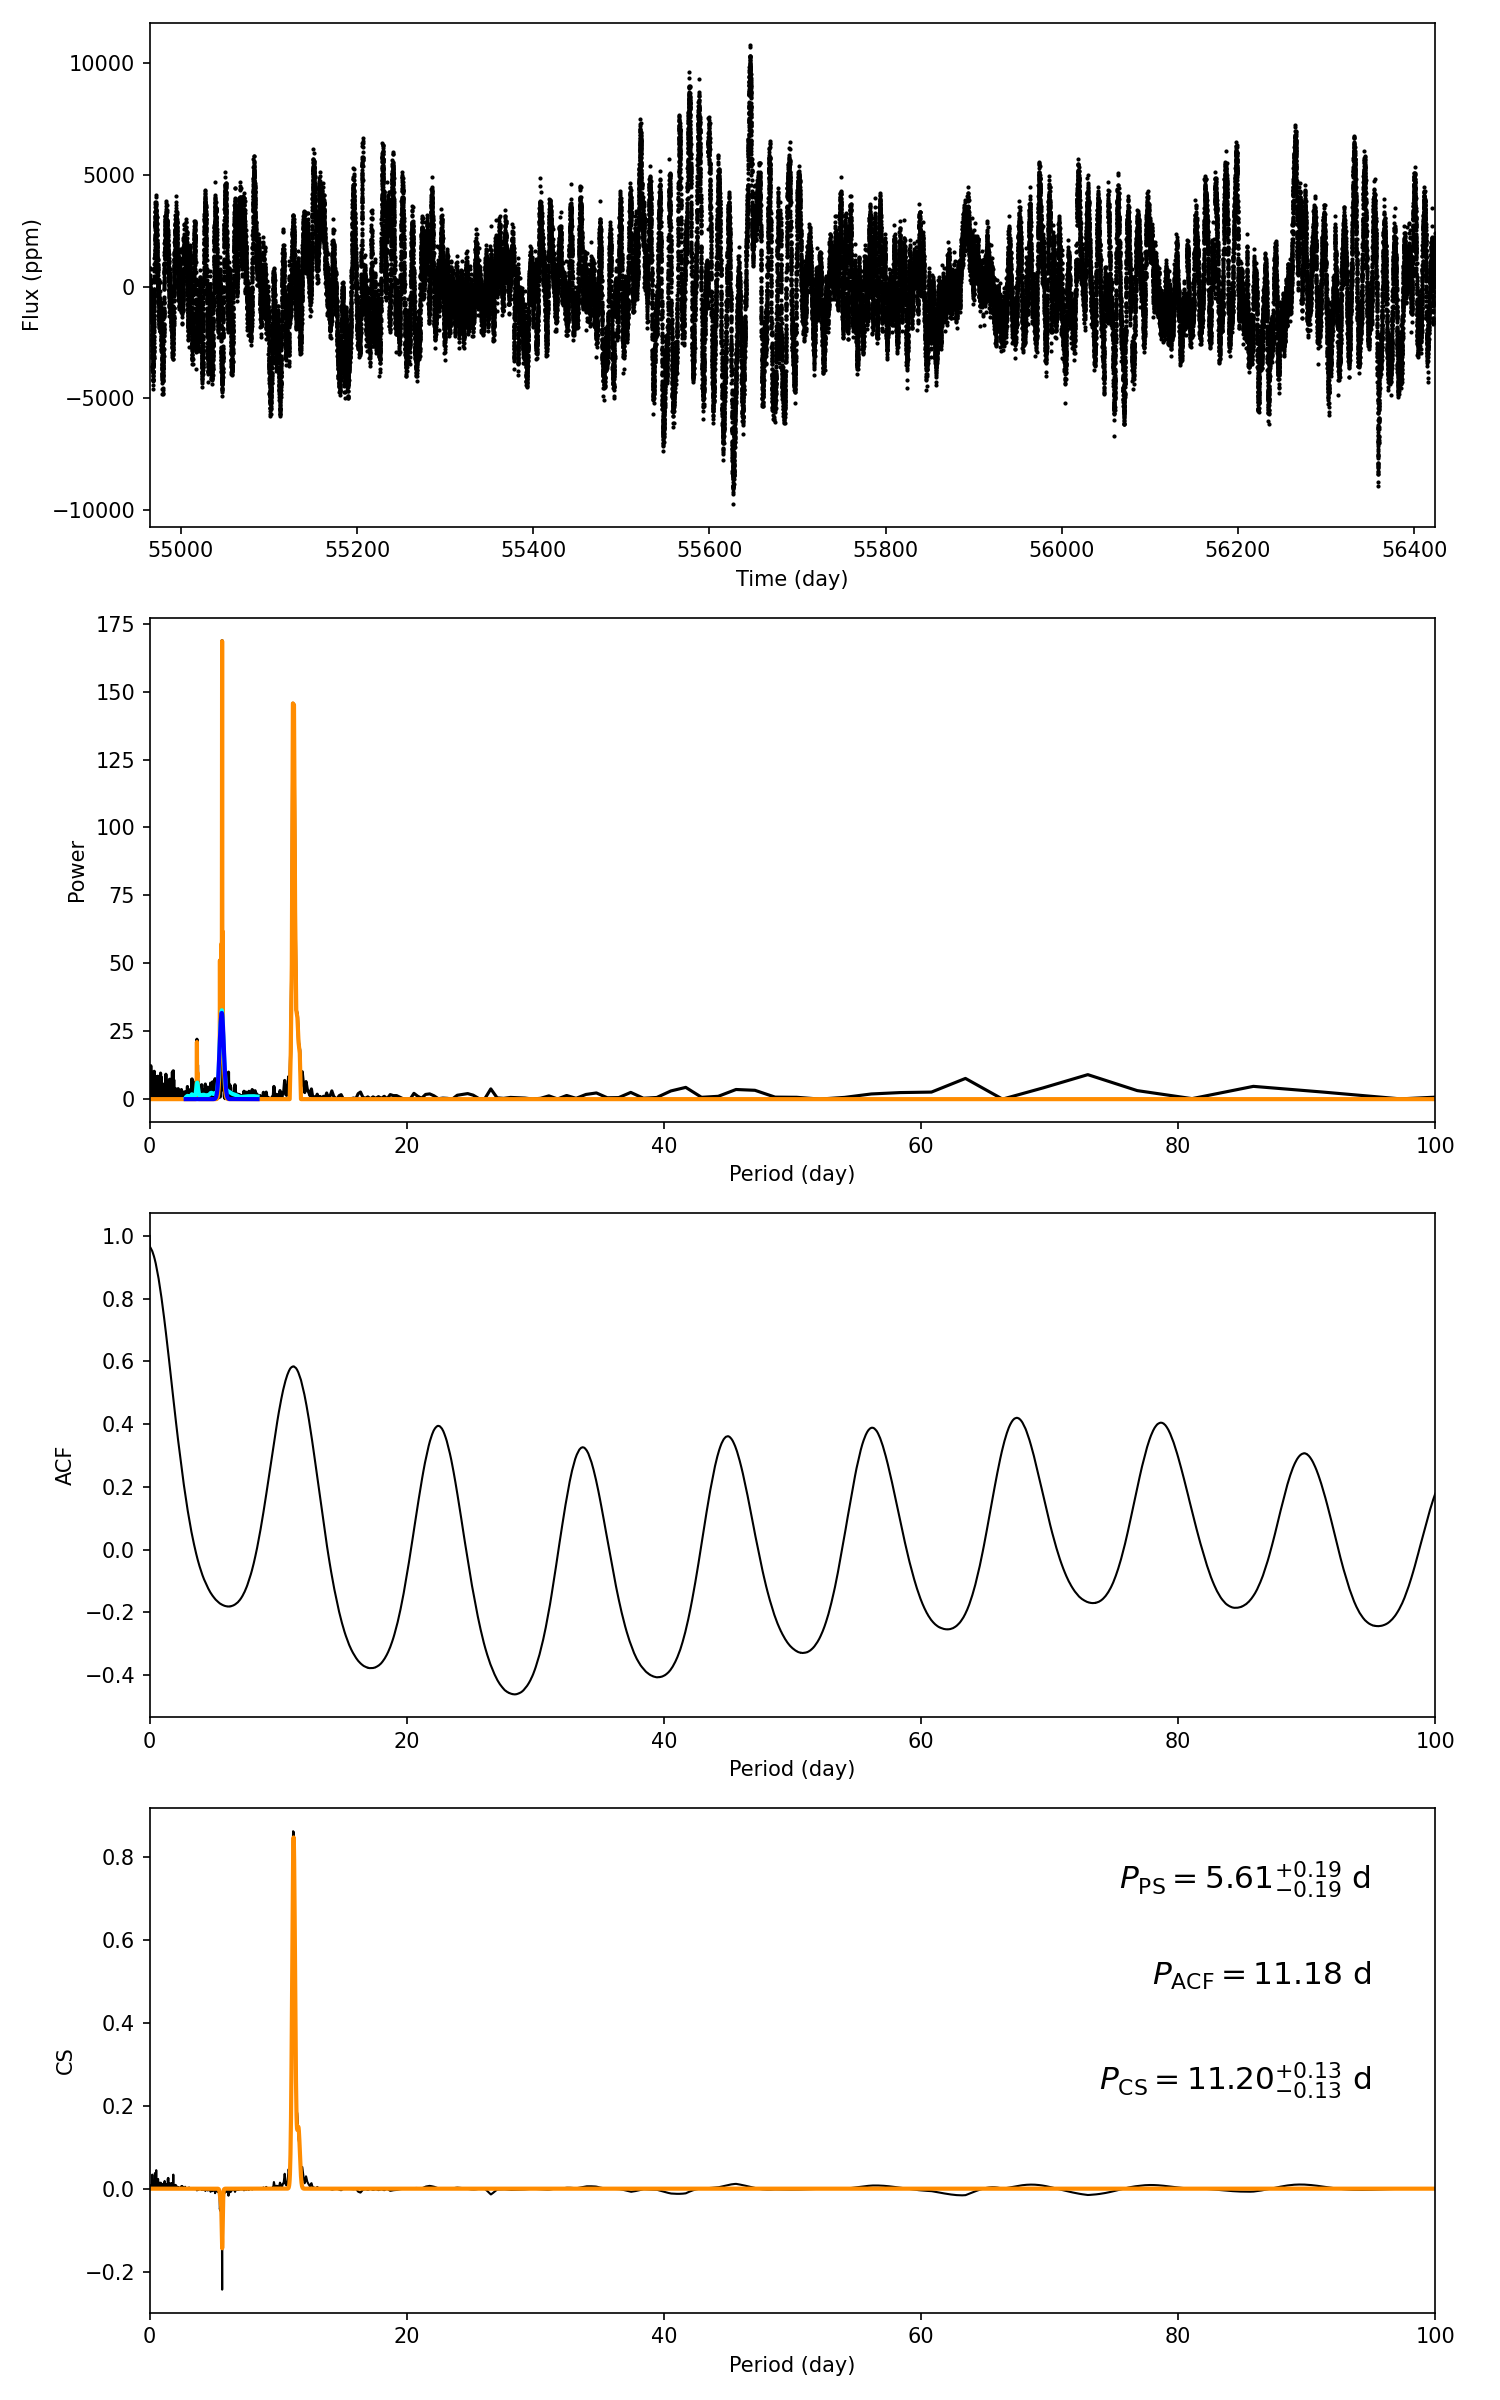 10000
5000
0
−5000
−10000
Flux (ppm)
55000 55200 55400 55600 55800 56000 56200 56400
Time (day)
175
150
125
100
75
50
25
0
Power
0 20 40 60 80 100
Period (day)
1.0
0.8
0.6
0.4
0.2
0.0
−0.2
−0.4
ACF
0 20 40 60 80 100
Period (day)
0.8
0.6
0.4
0.2
0.0
−0.2
CS
P_PS = 5.61 +0.19 −0.19 d
P_ACF = 11.18 d
P_CS = 11.20 +0.13 −0.13 d
0 20 40 60 80 100
Period (day)